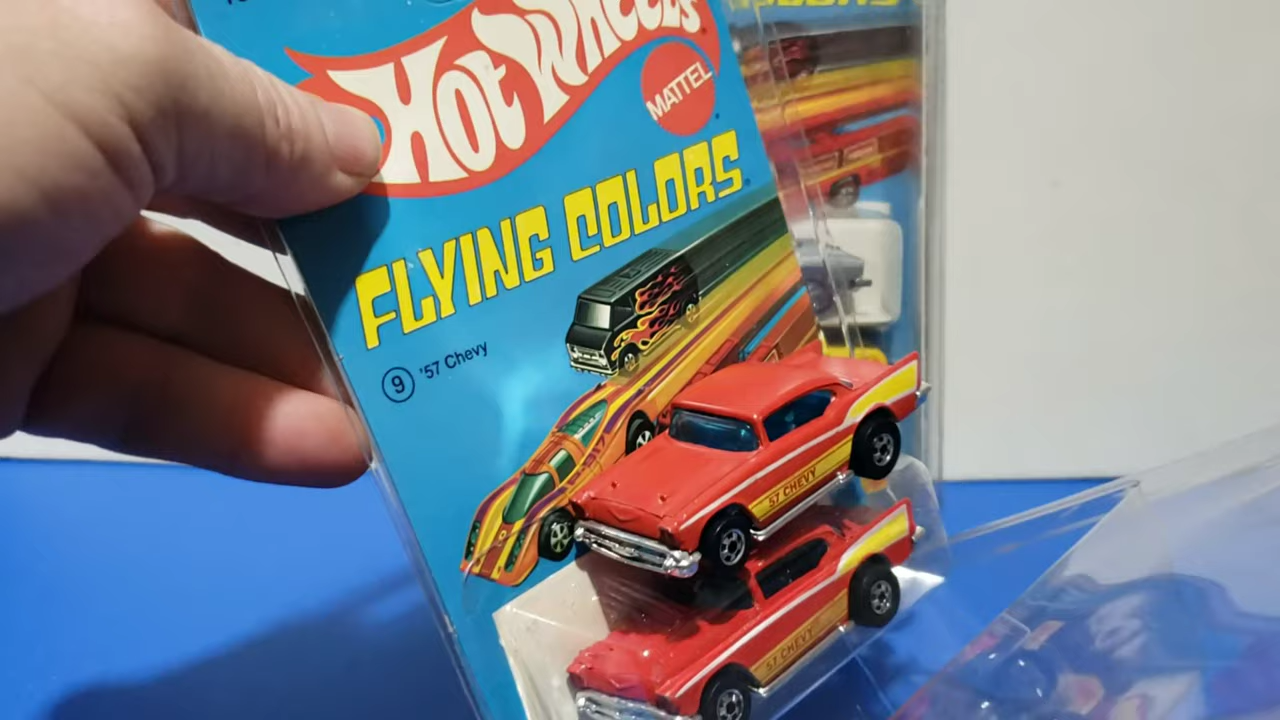 Hot Wheels
MATTEL
FLYING COLORS
9 '57 Chevy
57 CHEVY
57 CHEVY